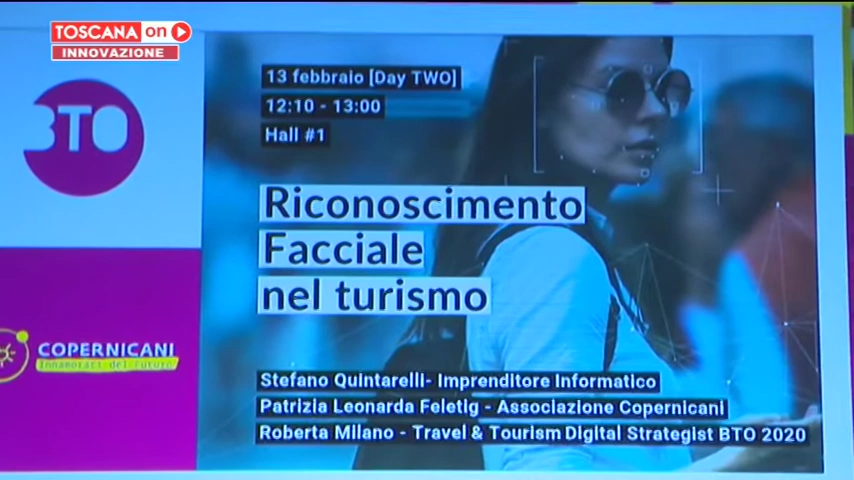 TOSCANA on
INNOVAZIONE
BTO
13 febbraio [Day TWO]
12:10 - 13:00
Hall #1
Riconoscimento
Facciale
nel turismo
COPERNICANI
Innamorati del Futuro
Stefano Quintarelli- Imprenditore Informatico
Patrizia Leonarda Feletig - Associazione Copernicani
Roberta Milano - Travel & Tourism Digital Strategist BTO 2020